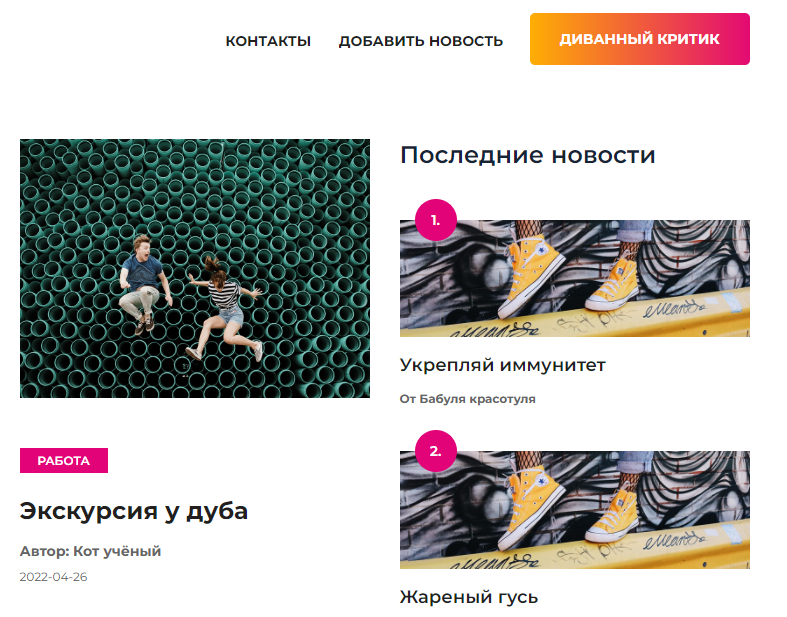 КОНТАКТЫ ДОБАВИТЬ НОВОСТЬ ДИВАННЫЙ КРИТИК
РАБОТА
Экскурсия у дуба
Автор: Кот учёный
2022-04-26
Последние новости
1.
Укрепляй иммунитет
От Бабуля красотуля
2.
Жареный гусь